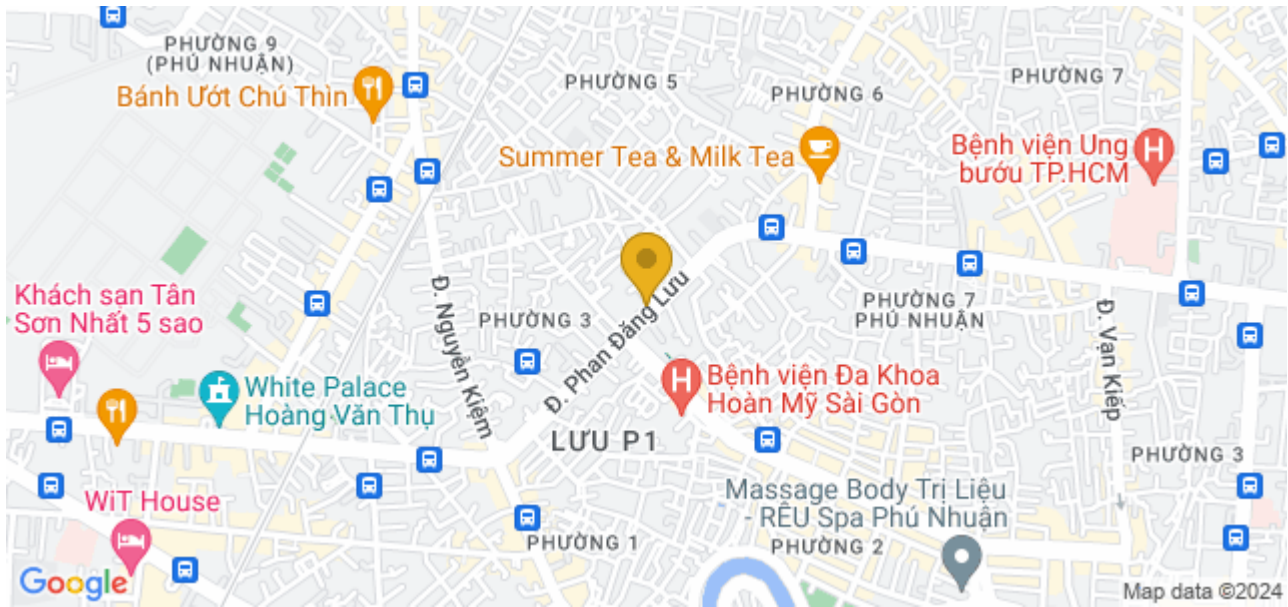 PHƯỜNG 9
(PHÚ NHUẬN)
Bánh Ướt Chú Thìn
PHƯỜNG 5
PHƯỜNG 6
PHƯỜNG 7
Summer Tea & Milk Tea
Bệnh viện Ung
bướu TP.HCM
Khách sạn Tân
Sơn Nhất 5 sao
Đ. Nguyễn Kiệm
PHƯỜNG 3
Đ. Phan Đăng Lưu
PHƯỜNG 7
PHÚ NHUẬN
Đ. Vạn Kiếp
White Palace
Hoàng Văn Thụ
Bệnh viện Đa Khoa
Hoàn Mỹ Sài Gòn
LƯU P1
PHƯỜNG 3
WiT House
Massage Body Trị Liệu
- RÊU Spa Phú Nhuận
PHƯỜNG 1
PHƯỜNG 2
Google
Map data ©2024